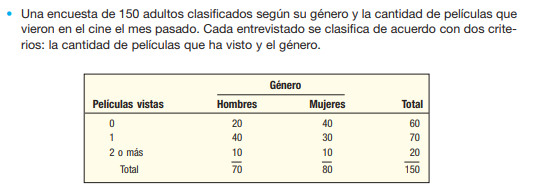 • Una encuesta de 150 adultos clasificados según su género y la cantidad de películas que
vieron en el cine el mes pasado. Cada entrevistado se clasifica de acuerdo con dos crite-
rios: la cantidad de películas que ha visto y el género.
Género
Películas vistas Hombres Mujeres Total
0 20 40 60
1 40 30 70
2 o más 10 10 20
Total 70 80 150